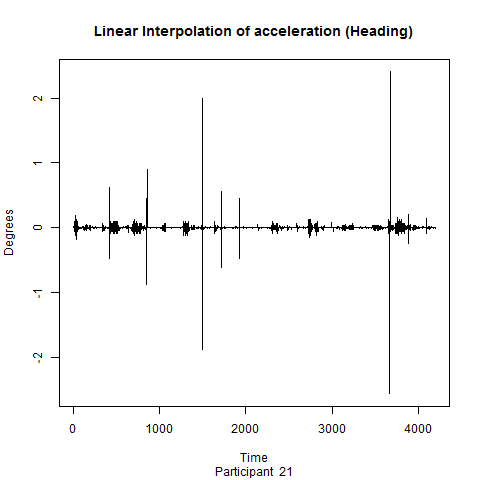 Linear Interpolation of acceleration (Heading)
Degrees
2
1
0
-1
-2
0 1000 2000 3000 4000
Time
Participant 21